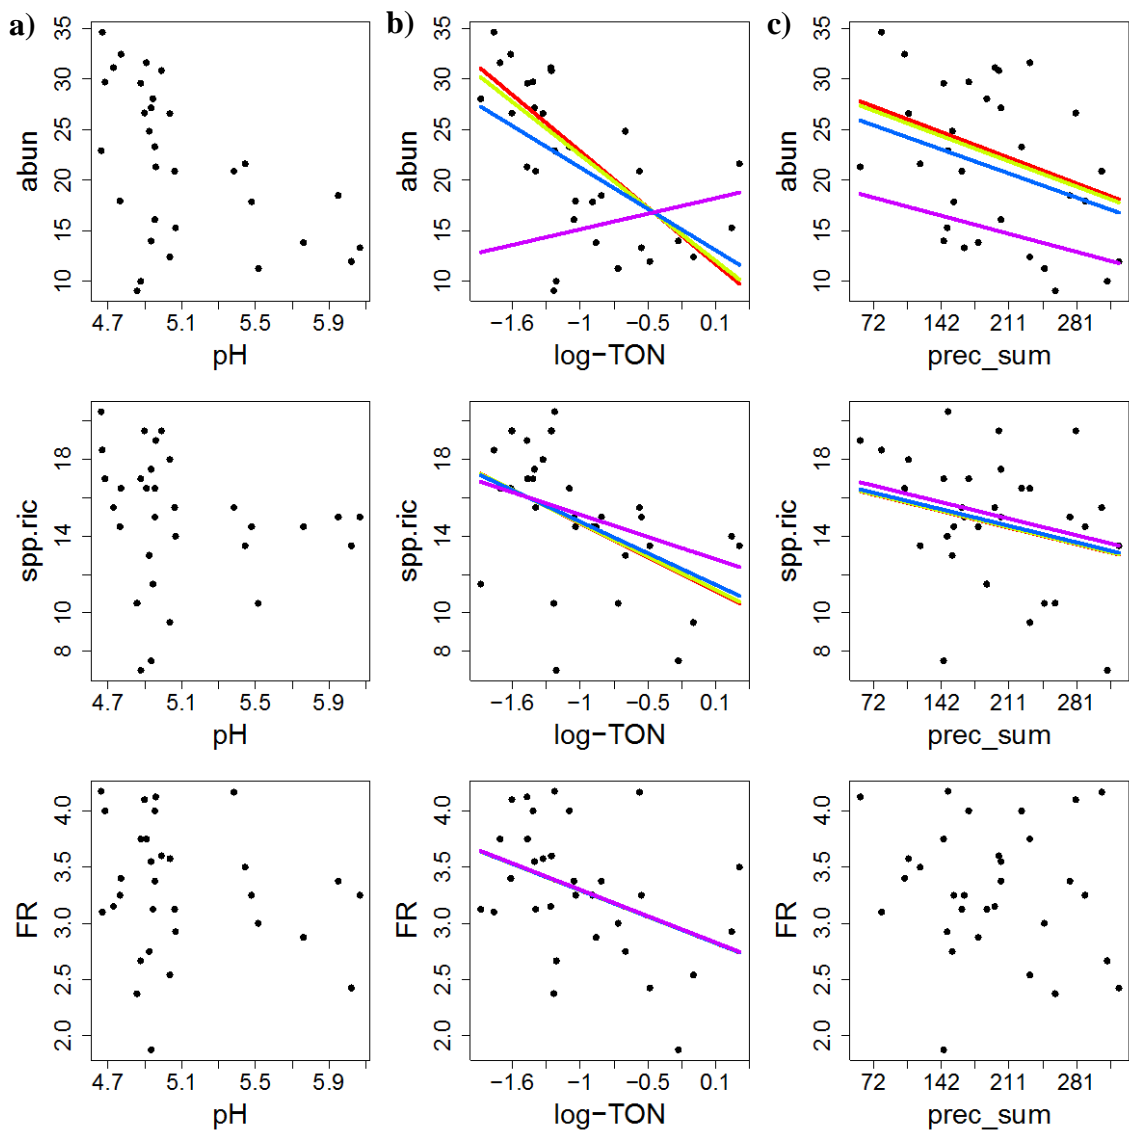 a) b) c)
abun 10 15 20 25 30 35
4.7 5.1 5.5 5.9
pH
abun 10 15 20 25 30 35
−1.6 −1 −0.5 0.1
log−TON
abun 10 15 20 25 30 35
72 142 211 281
prec_sum
spp.ric 8 10 14 18
4.7 5.1 5.5 5.9
pH
spp.ric 8 10 14 18
−1.6 −1 −0.5 0.1
log−TON
spp.ric 8 10 14 18
72 142 211 281
prec_sum
FR 2.0 2.5 3.0 3.5 4.0
4.7 5.1 5.5 5.9
pH
FR 2.0 2.5 3.0 3.5 4.0
−1.6 −1 −0.5 0.1
log−TON
FR 2.0 2.5 3.0 3.5 4.0
72 142 211 281
prec_sum